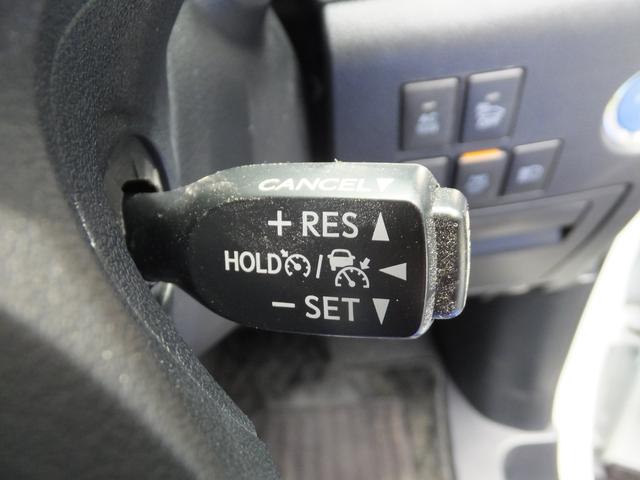 CANCEL
+ RES
HOLD /
- SET